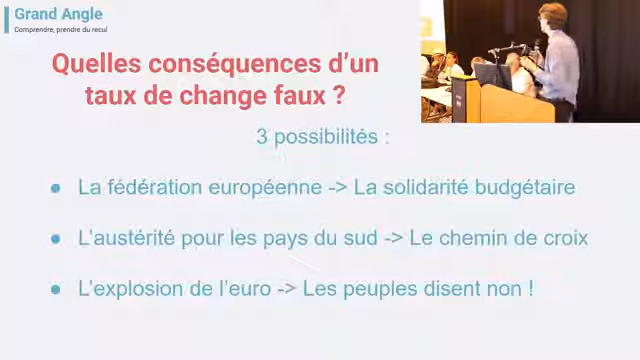 Grand Angle
Comprendre, prendre du recul
Quelles conséquences d'un
taux de change faux ?
3 possibilités :
● La fédération européenne -> La solidarité budgétaire
● L'austérité pour les pays du sud -> Le chemin de croix
● L'explosion de l'euro -> Les peuples disent non !